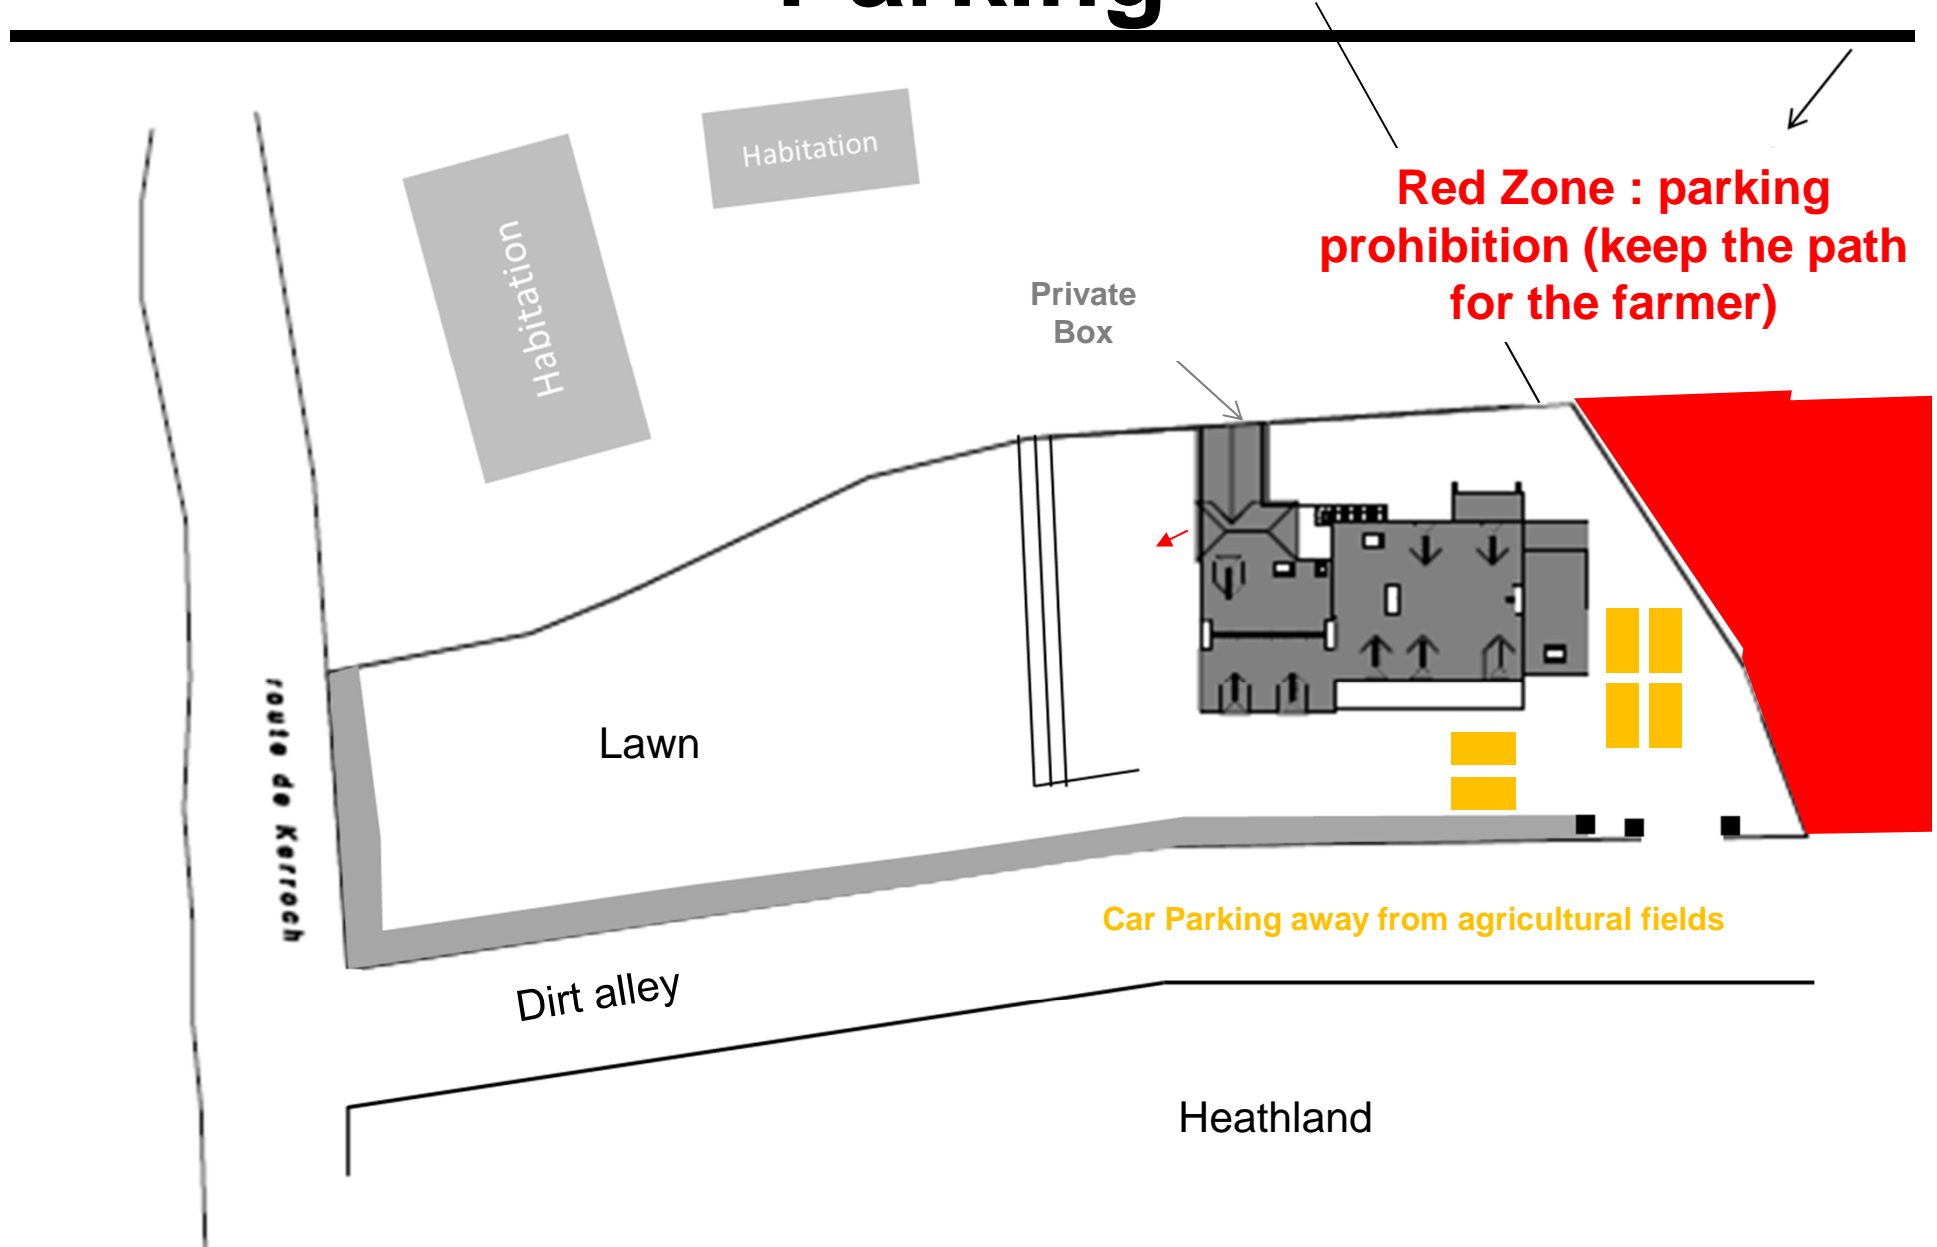 Parking
Habitation
Habitation
Red Zone : parking
prohibition (keep the path
for the farmer)
Private
Box
Lawn
route de Kerroch
Car Parking away from agricultural fields
Dirt alley
Heathland